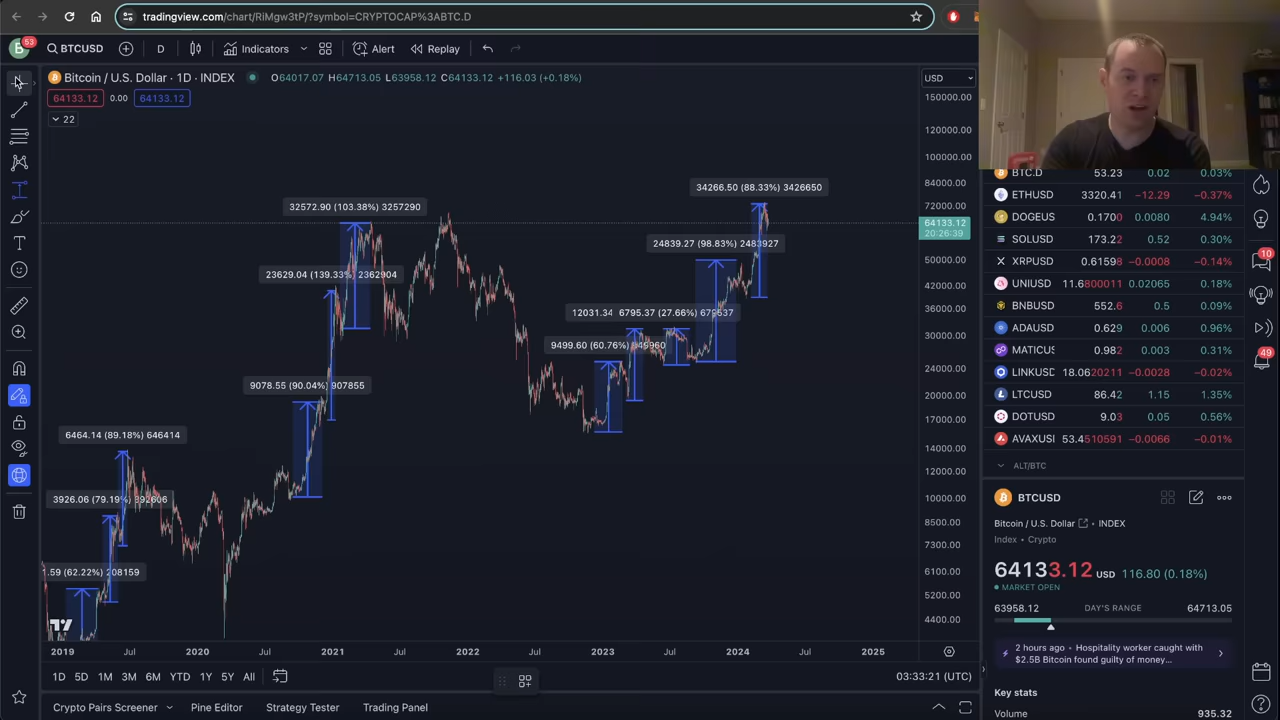 tradingview.com/chart/RiMgw3tP/?symbol=CRYPTOCAP%3ABTC.D
B 53 BTCUSD D Indicators Alert Replay
Bitcoin / U.S. Dollar · 1D · INDEX O64017.07 H64713.05 L63958.12 C64133.12 +116.03 (+0.18%) USD
64133.12 0.00 64133.12
22
150000.00
120000.00
100000.00
84000.00
72000.00
64133.12
20:26:39
50000.00
42000.00
36000.00
30000.00
24000.00
20000.00
17000.00
14000.00
12000.00
10000.00
8500.00
7300.00
6100.00
5200.00
4400.00
34266.50 (88.33%) 3426650
32572.90 (103.38%) 3257290
24839.27 (98.83%) 2483927
23629.04 (139.33%) 2362904
12031.34 6795.37 (27.66%) 679537
9499.60 (60.76%) 949960
9078.55 (90.04%) 907855
6464.14 (89.18%) 646414
3926.06 (79.19%) 392606
.59 (62.22%) 208159
2019 Jul 2020 Jul 2021 Jul 2022 Jul 2023 Jul 2024 Jul 2025
1D 5D 1M 3M 6M YTD 1Y 5Y All 03:33:21 (UTC)
Crypto Pairs Screener Pine Editor Strategy Tester Trading Panel
BTC.D 53.23 0.02 0.03%
ETHUSD 3320.41 −12.29 −0.37%
DOGEUS 0.1700 0.0080 4.94%
SOLUSD 173.22 0.52 0.30%
XRPUSD 0.61598 −0.0008 −0.14%
UNIUSD 11.6800011 0.02065 0.18%
BNBUSD 552.6 0.5 0.09%
ADAUSD 0.629 0.006 0.96%
MATICUS 0.982 0.003 0.31%
LINKUSD 18.0620211 −0.0028 −0.02%
LTCUSD 86.42 1.15 1.35%
DOTUSD 9.03 0.05 0.56%
AVAXUSI 53.4510591 −0.0066 −0.01%
ALT/BTC
BTCUSD
Bitcoin / U.S. Dollar INDEX
Index • Crypto
64133.12 USD 116.80 (0.18%)
MARKET OPEN
63958.12 DAY'S RANGE 64713.05
2 hours ago • Hospitality worker caught with
$2.5B Bitcoin found guilty of money...
Key stats
Volume 935.32
10
49